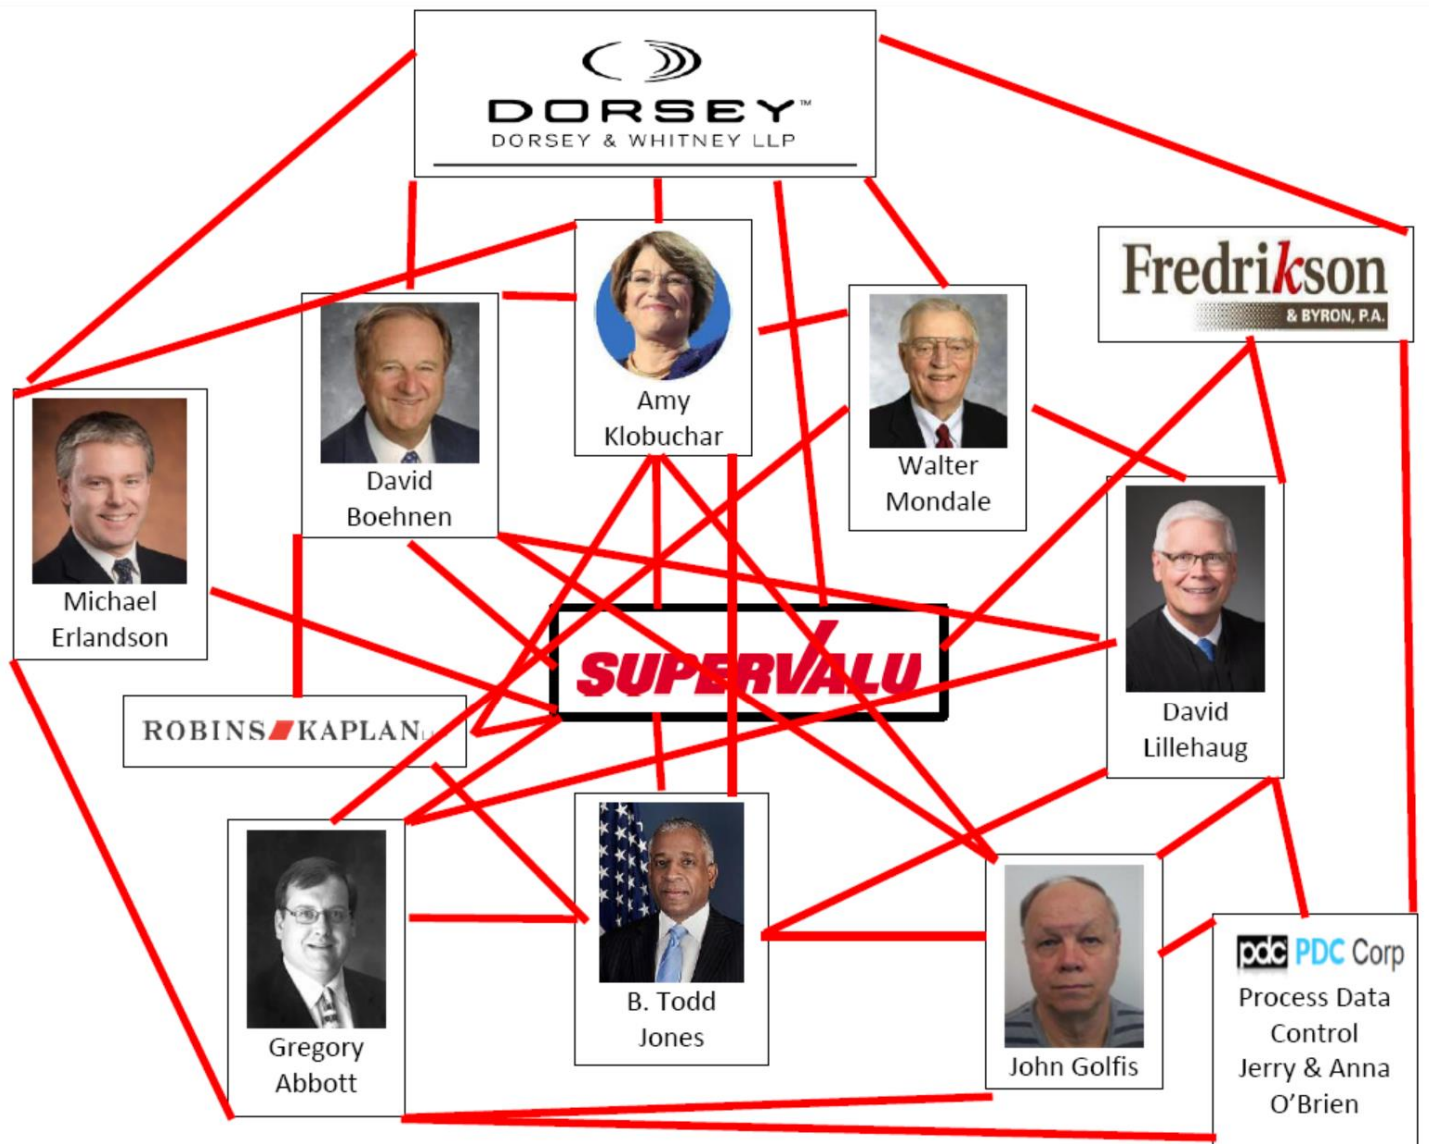 DORSEY™
DORSEY & WHITNEY LLP
Fredrikson
& BYRON, P.A.
Amy
Klobuchar
David
Boehnen
Walter
Mondale
Michael
Erlandson
SUPERVALU
David
Lillehaug
ROBINS KAPLAN
Gregory
Abbott
B. Todd
Jones
John Golfis
pdc PDC Corp
Process Data
Control
Jerry & Anna
O'Brien